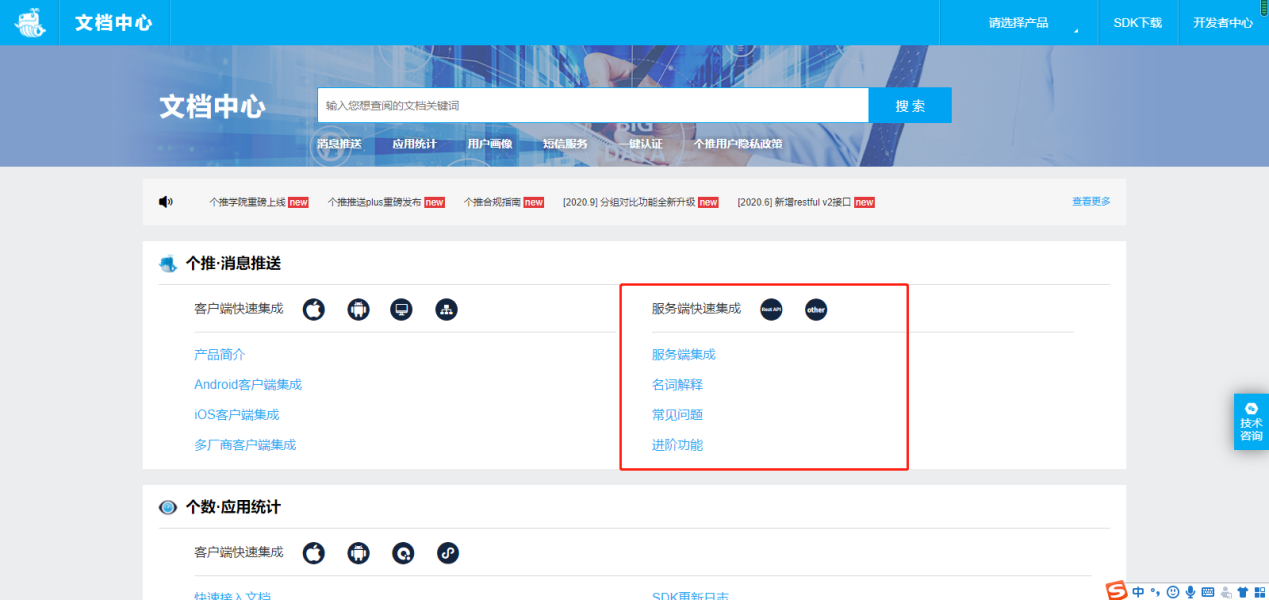 文档中心
请选择产品
SDK下载
开发者中心
文档中心
输入您想查阅的文档关键词
搜 索
消息推送 应用统计 用户画像 短信服务 一键认证 个推用户隐私政策
BIG
DATA
个推学院重磅上线 new 个推推送plus重磅发布 new 个推合规指南 new [2020.9] 分组对比功能全新升级 new [2020.6] 新增restful v2接口 new
查看更多
个推·消息推送
客户端快速集成
产品简介
Android客户端集成
iOS客户端集成
多厂商客户端集成
服务端快速集成 Rest API other
服务端集成
名词解释
常见问题
进阶功能
技术
咨询
个数·应用统计
客户端快速集成
快速接入文档
SDK更新日志
中